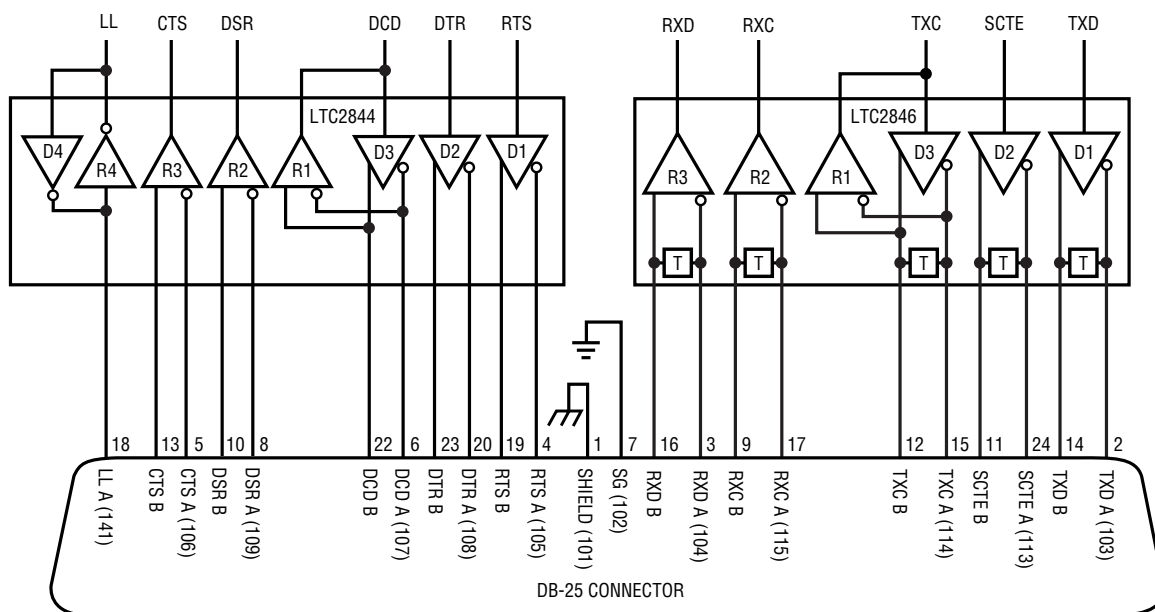 LL CTS DSR DCD DTR RTS RXD RXC TXC SCTE TXD
LTC2844 LTC2846
D4 R4 R3 R2 R1 D3 D2 D1 R3 R2 R1 D3 D2 D1
T T T T T
18 13 5 10 8 22 6 23 20 19 4 1 7 16 3 9 17 12 15 11 24 14 2
LL A (141)
CTS B
CTS A (106)
DSR B
DSR A (109)
DCD B
DCD A (107)
DTR B
DTR A (108)
RTS B
RTS A (105)
SHIELD (101)
SG (102)
RXD B
RXD A (104)
RXC B
RXC A (115)
TXC B
TXC A (114)
SCTE B
SCTE A (113)
TXD B
TXD A (103)
DB-25 CONNECTOR